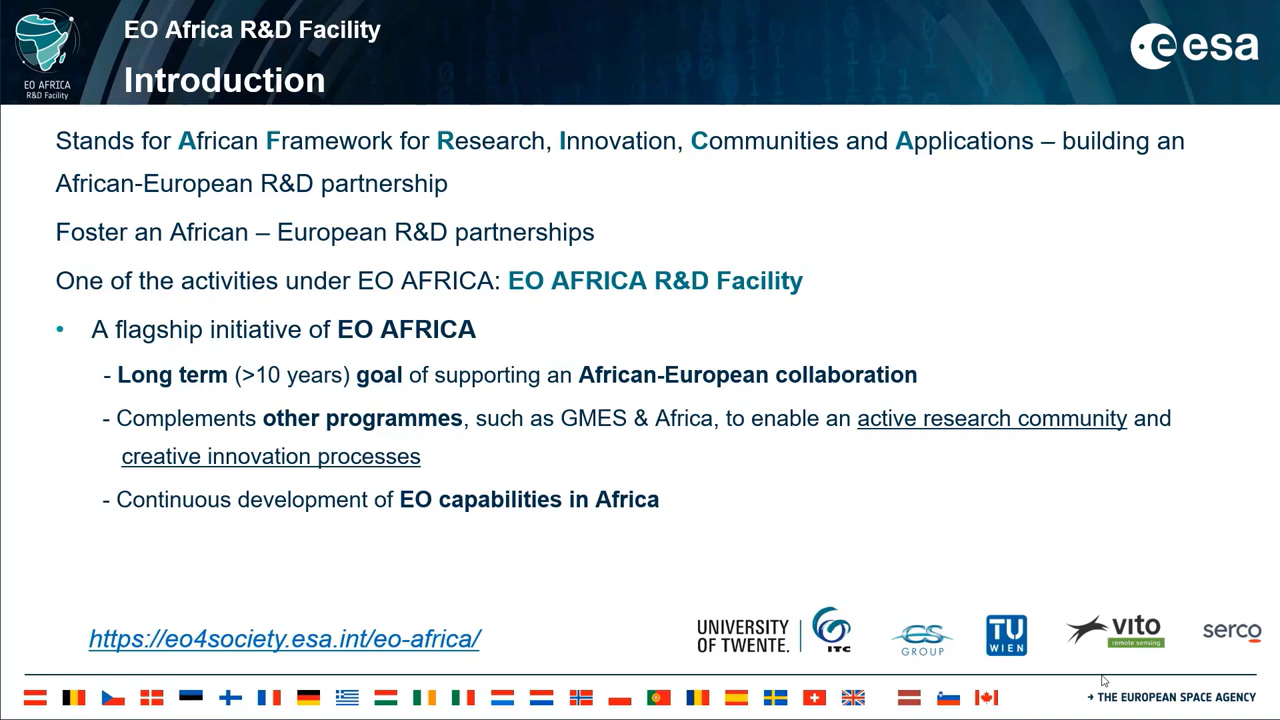 EO Africa R&D Facility
Introduction
EO AFRICA
R&D Facility
esa
Stands for African Framework for Research, Innovation, Communities and Applications – building an
African-European R&D partnership
Foster an African – European R&D partnerships
One of the activities under EO AFRICA: EO AFRICA R&D Facility
• A flagship initiative of EO AFRICA
- Long term (>10 years) goal of supporting an African-European collaboration
- Complements other programmes, such as GMES & Africa, to enable an active research community and
creative innovation processes
- Continuous development of EO capabilities in Africa
https://eo4society.esa.int/eo-africa/
UNIVERSITY
OF TWENTE.
ITC
CS
GROUP
TU
WIEN
vito
remote sensing
serco
→ THE EUROPEAN SPACE AGENCY